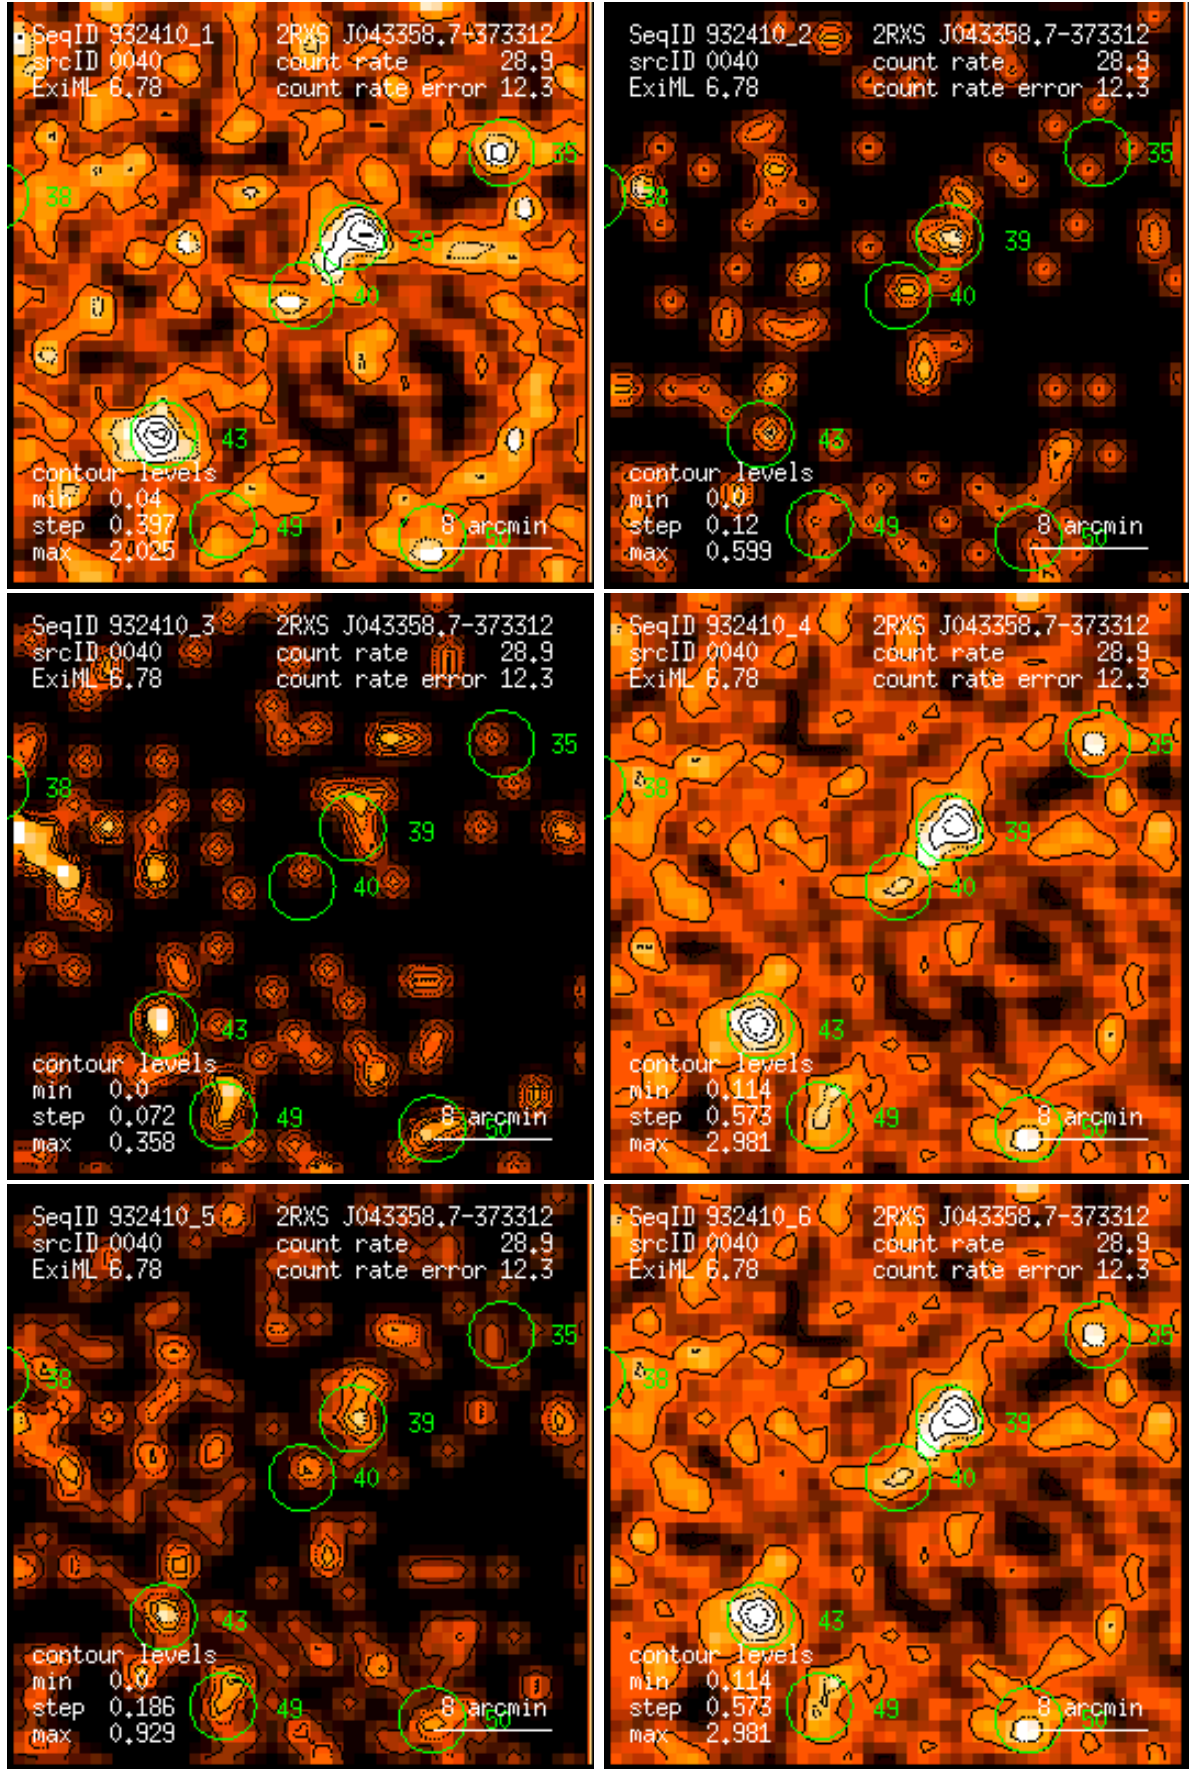 SeqID 932410_1 2RXS J043358.7-373312
srcID 0040 count rate 28.9
ExiML 6.78 count rate error 12.3
35
38
39
40
43
contour levels
min 0.04
step 0.397 49 8 arcmin
max 2.025 50
SeqID 932410_2 2RXS J043358.7-373312
srcID 0040 count rate 28.9
ExiML 6.78 count rate error 12.3
35
38
39
40
43
contour levels
min 0.0
step 0.12 49 8 arcmin
max 0.599 50
SeqID 932410_3 2RXS J043358.7-373312
srcID 0040 count rate 28.9
ExiML 6.78 count rate error 12.3
35
38
39
40
43
contour levels
min 0.0
step 0.072 49 8 arcmin
max 0.358 50
SeqID 932410_4 2RXS J043358.7-373312
srcID 0040 count rate 28.9
ExiML 6.78 count rate error 12.3
35
38
39
40
43
contour levels
min 0.114
step 0.573 49 8 arcmin
max 2.981 50
SeqID 932410_5 2RXS J043358.7-373312
srcID 0040 count rate 28.9
ExiML 6.78 count rate error 12.3
35
38
39
40
43
contour levels
min 0.0
step 0.186 49 8 arcmin
max 0.929 50
SeqID 932410_6 2RXS J043358.7-373312
srcID 0040 count rate 28.9
ExiML 6.78 count rate error 12.3
35
38
39
40
43
contour levels
min 0.114
step 0.573 49 8 arcmin
max 2.981 50